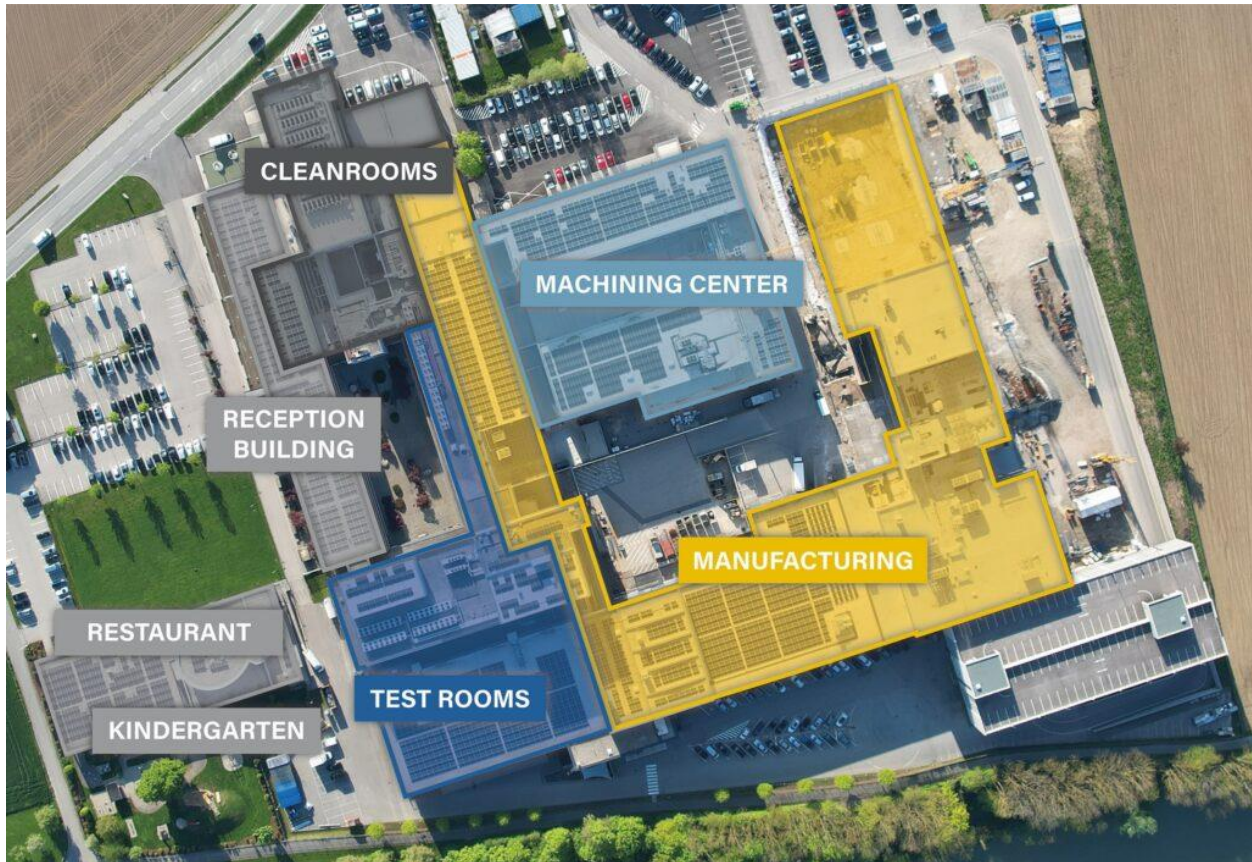 CLEANROOMS
MACHINING CENTER
RECEPTION
BUILDING
MANUFACTURING
RESTAURANT
TEST ROOMS
KINDERGARTEN